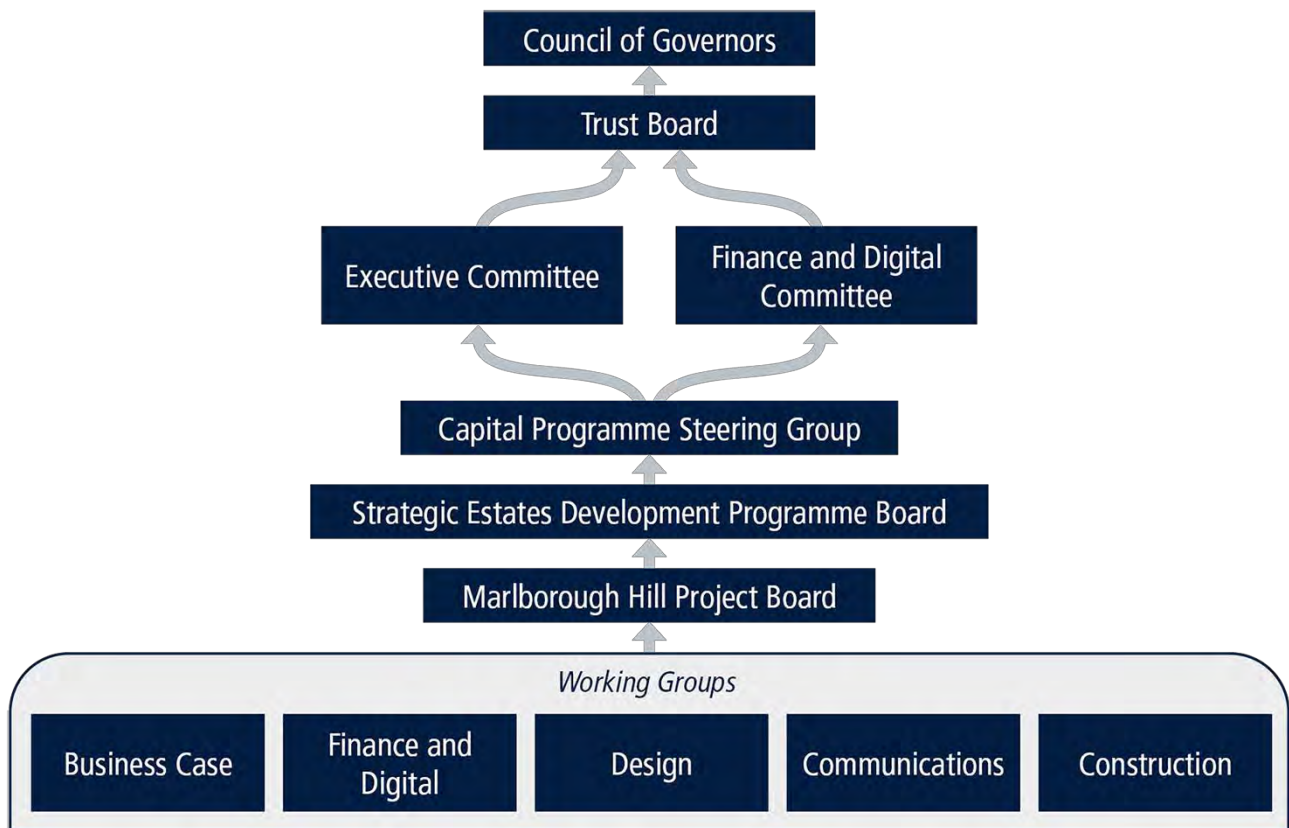 Council of Governors
Trust Board
Executive Committee
Finance and Digital
Committee
Capital Programme Steering Group
Strategic Estates Development Programme Board
Marlborough Hill Project Board
Working Groups
Business Case
Finance and
Digital
Design
Communications
Construction